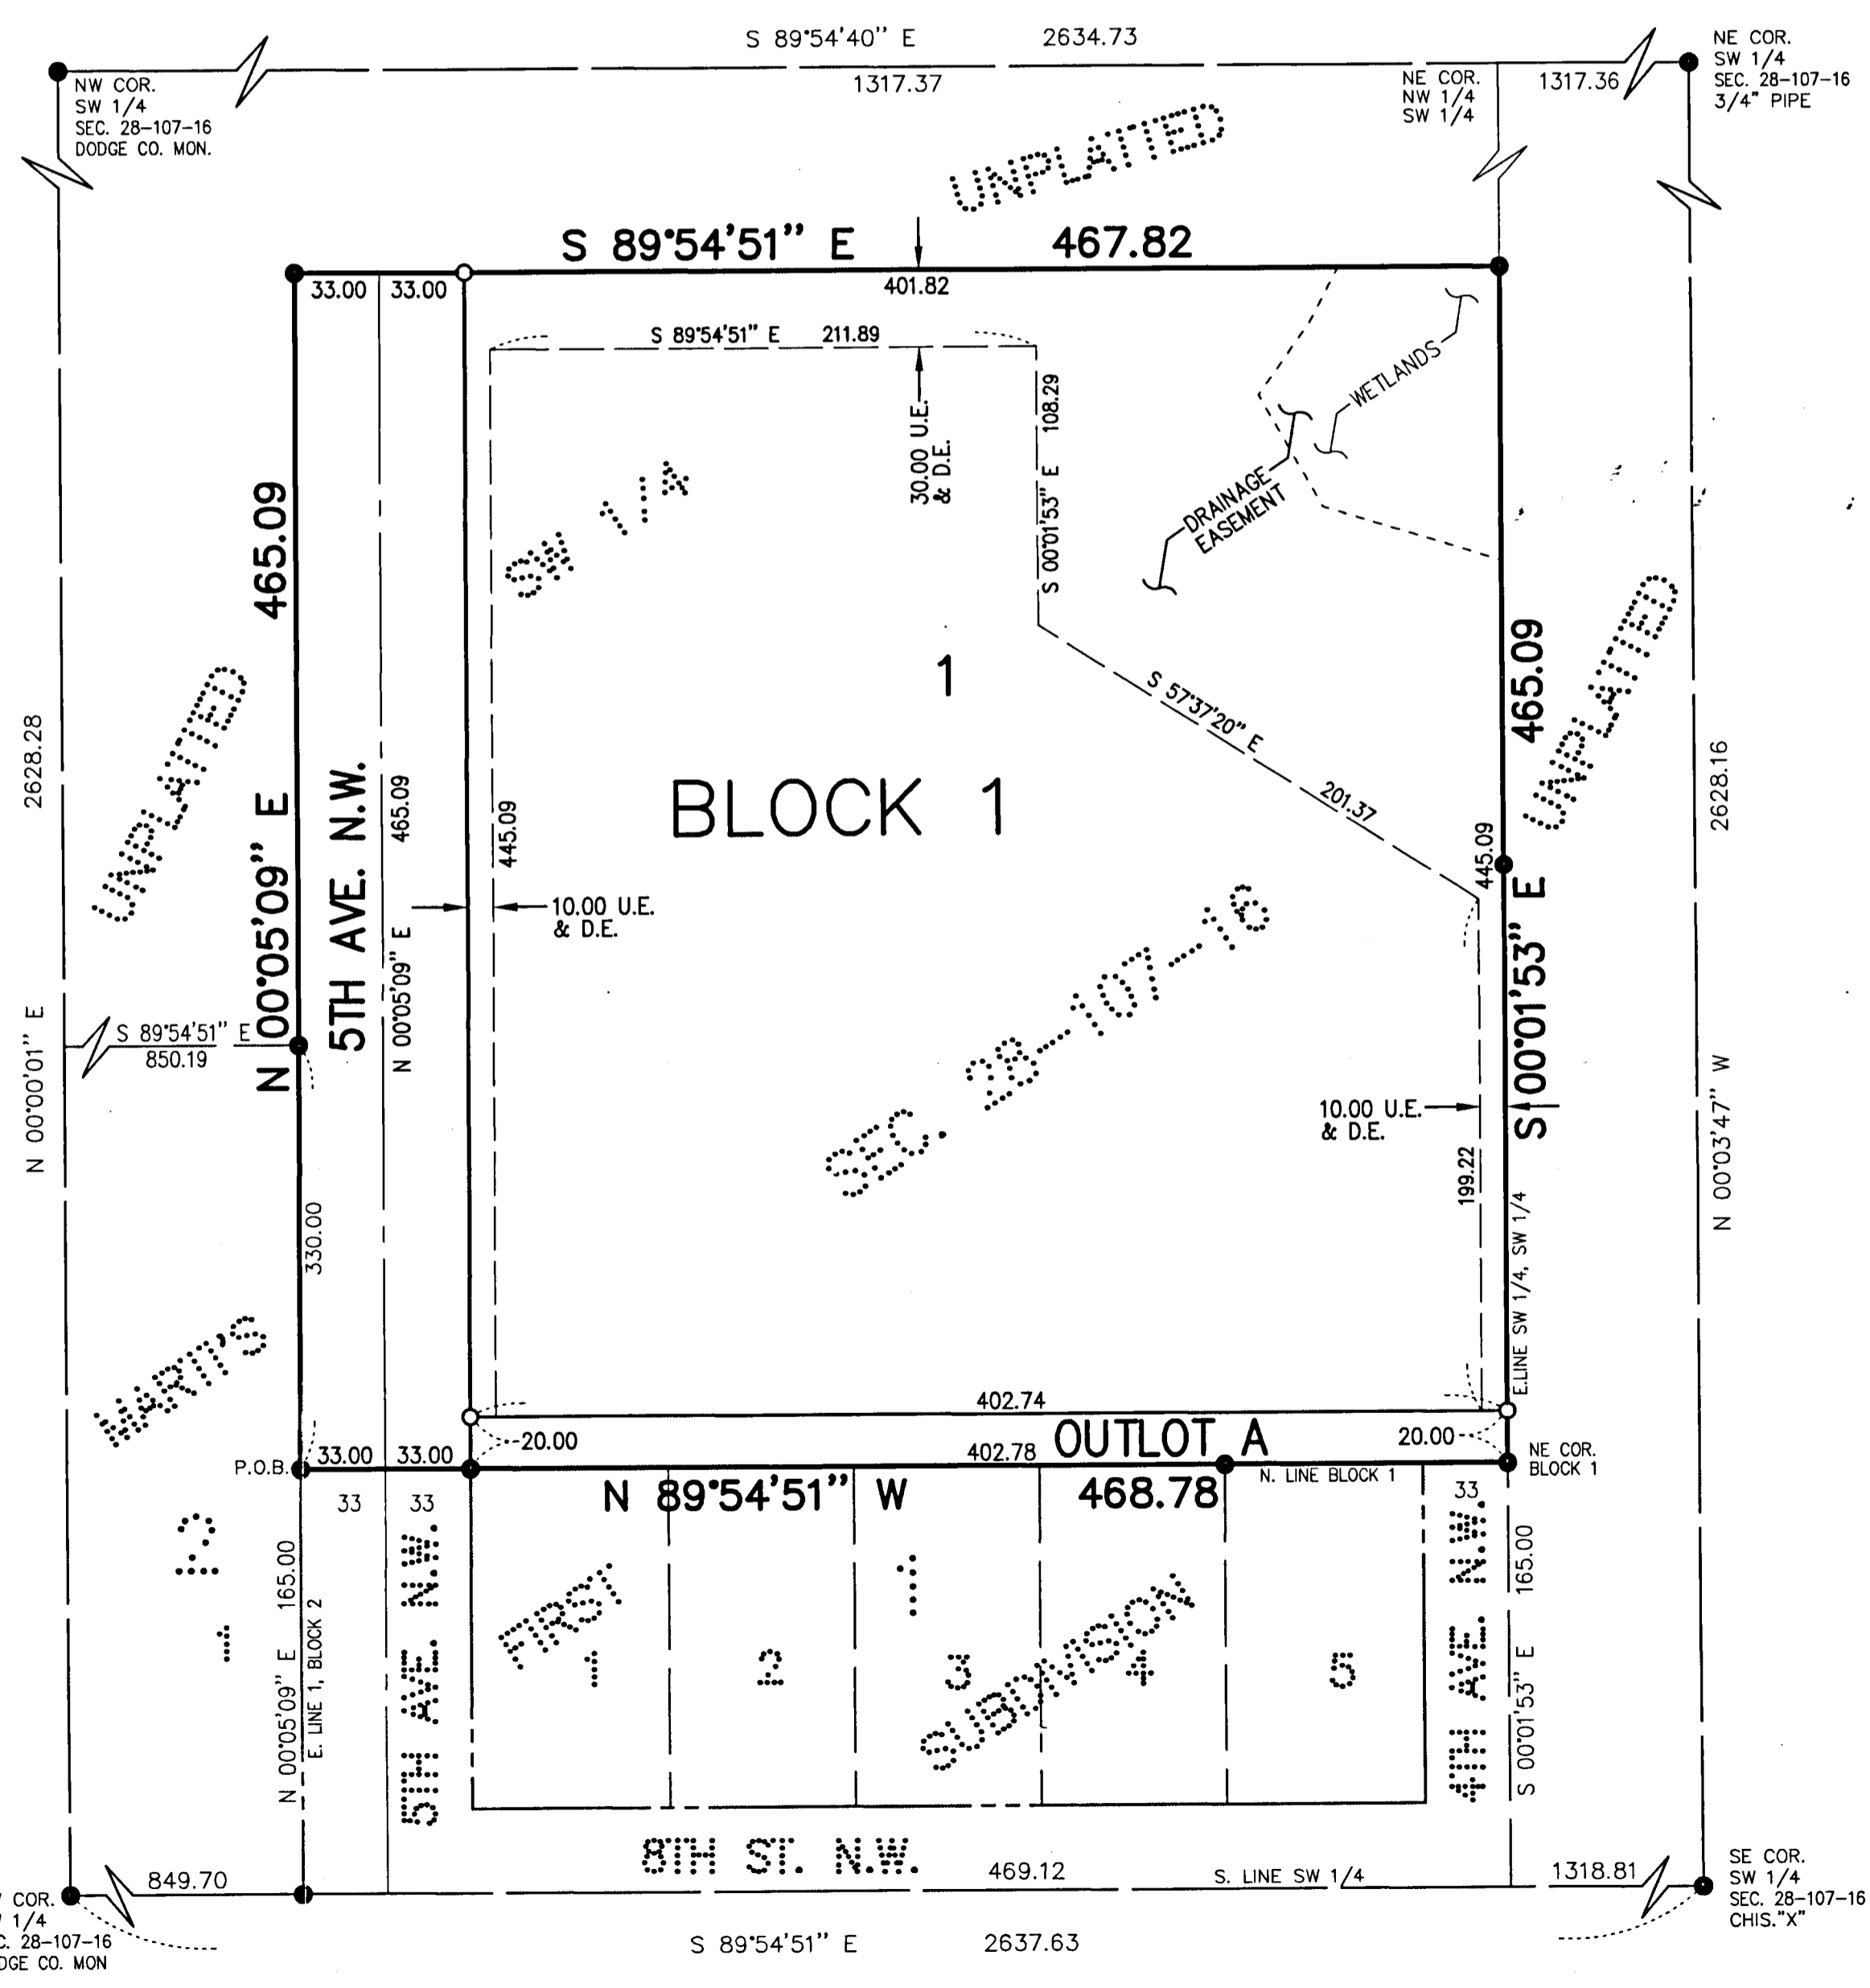 S 89°54'40" E 2634.73
1317.37
1317.36
NW COR.
SW 1/4
SEC. 28-107-16
DODGE CO. MON.
NE COR.
NW 1/4
SW 1/4
NE COR.
SW 1/4
SEC. 28-107-16
3/4" PIPE
UNPLATTED
S 89°54'51" E 467.82
33.00 33.00
401.82
S 89°54'51" E 211.89
30.00 U.E.
& D.E.
S 00°01'53" E 108.29
WETLANDS
DRAINAGE
EASEMENT
SW 1/4
465.09
N 00°05'09" E
UNPLATTED
2628.28
N 00°00'01" E
5TH AVE. N.W.
465.09
N 00°05'09" E
445.09
10.00 U.E.
& D.E.
1
BLOCK 1
S 57°37'20" E
201.37
445.09
465.09
S 00°01'53" E
UNPLATTED
2628.16
N 00°03'47" W
S 89°54'51" E
850.19
SEC. 28-107-16
10.00 U.E.
& D.E.
199.22
E.LINE SW 1/4, SW 1/4
330.00
MARTI'S
402.74
OUTLOT A
20.00
20.00
402.78
33.00 33.00
P.O.B.
N. LINE BLOCK 1
NE COR.
BLOCK 1
N 89°54'51" W 468.78
33 33
33
2
1
165.00
N 00°05'09" E
E. LINE 1, BLOCK 2
5TH AVE. N.W.
FIRST
1
SUBDIVISION
1
2
3
4
5
4TH AVE. N.W.
165.00
S 00°01'53" E
8TH ST. N.W.
849.70
469.12
S. LINE SW 1/4
1318.81
COR.
1/4
28-107-16
CO. MON
SE COR.
SW 1/4
SEC. 28-107-16
CHIS."X"
S 89°54'51" E 2637.63